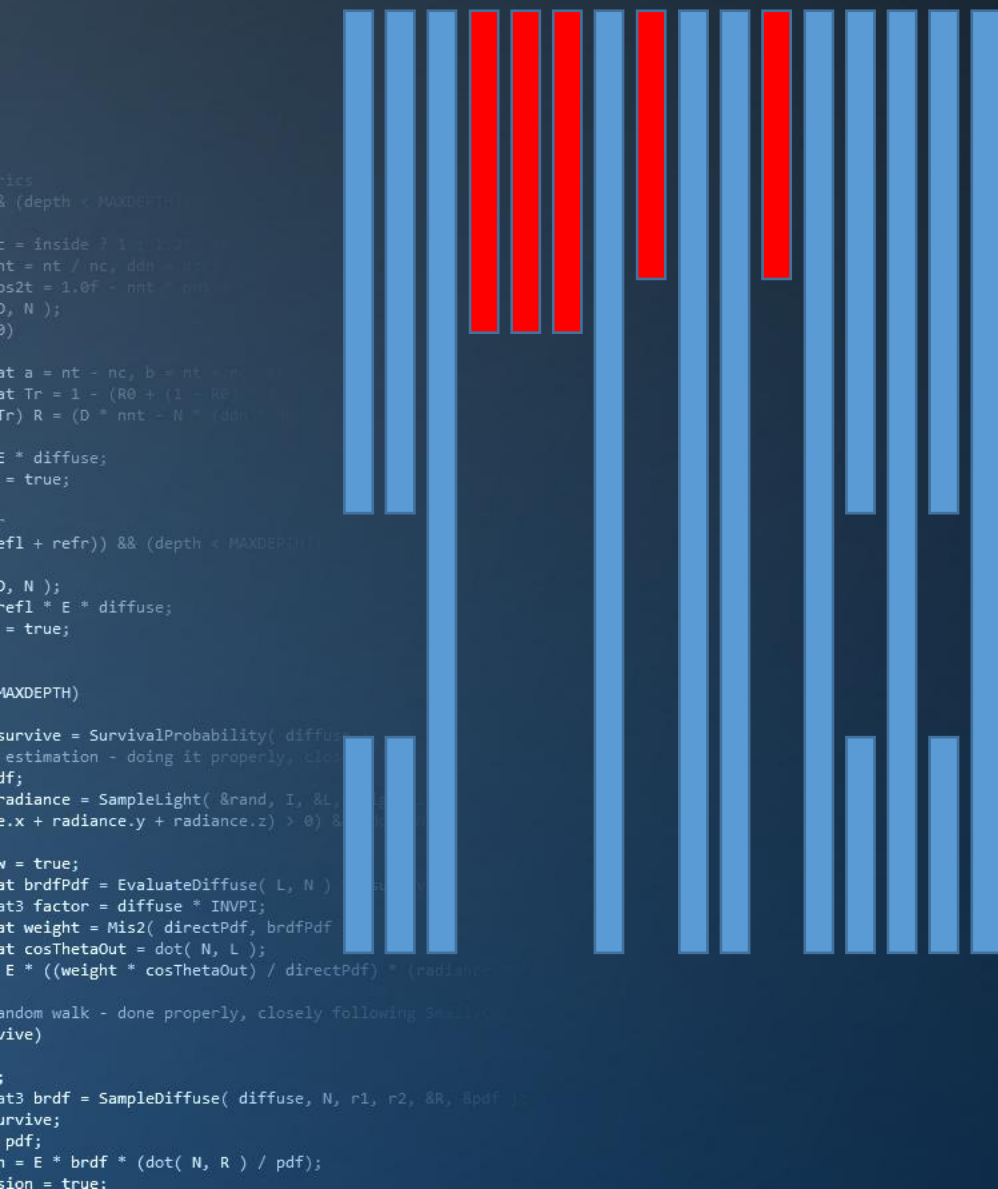 rics
& (depth < MAXDEPTH
c = inside ? 1
nt = nt / nc, ddn
os2t = 1.0f - nnt
D, N );
0)
at a = nt - nc, b = nt
at Tr = 1 - (R0 + (1 - R0)
Tr) R = (D * nnt - N * (ddn
E * diffuse;
= true;
efl + refr)) && (depth < MAXDEPTH
D, N );
refl * E * diffuse;
= true;
MAXDEPTH)
survive = SurvivalProbability( diffuse
estimation - doing it properly,
df;
radiance = SampleLight( &rand, I, &L,
e.x + radiance.y + radiance.z) > 0) &
w = true;
at brdfPdf = EvaluateDiffuse( L, N )
at3 factor = diffuse * INVPI;
at weight = Mis2( directPdf, brdfPdf
at cosThetaOut = dot( N, L );
E * ((weight * cosThetaOut) / directPdf) * (radiance
andom walk - done properly, closely following
vive)
;
at3 brdf = SampleDiffuse( diffuse, N, r1, r2, &R, &pdf );
urvive;
pdf;
n = E * brdf * (dot( N, R ) / pdf);
sion = true;